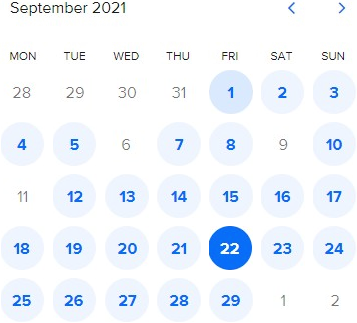 September 2021
MON TUE WED THU FRI SAT SUN
28 29 30 31 1 2 3
4 5 6 7 8 9 10
11 12 13 14 15 16 17
18 19 20 21 22 23 24
25 26 27 28 29 1 2